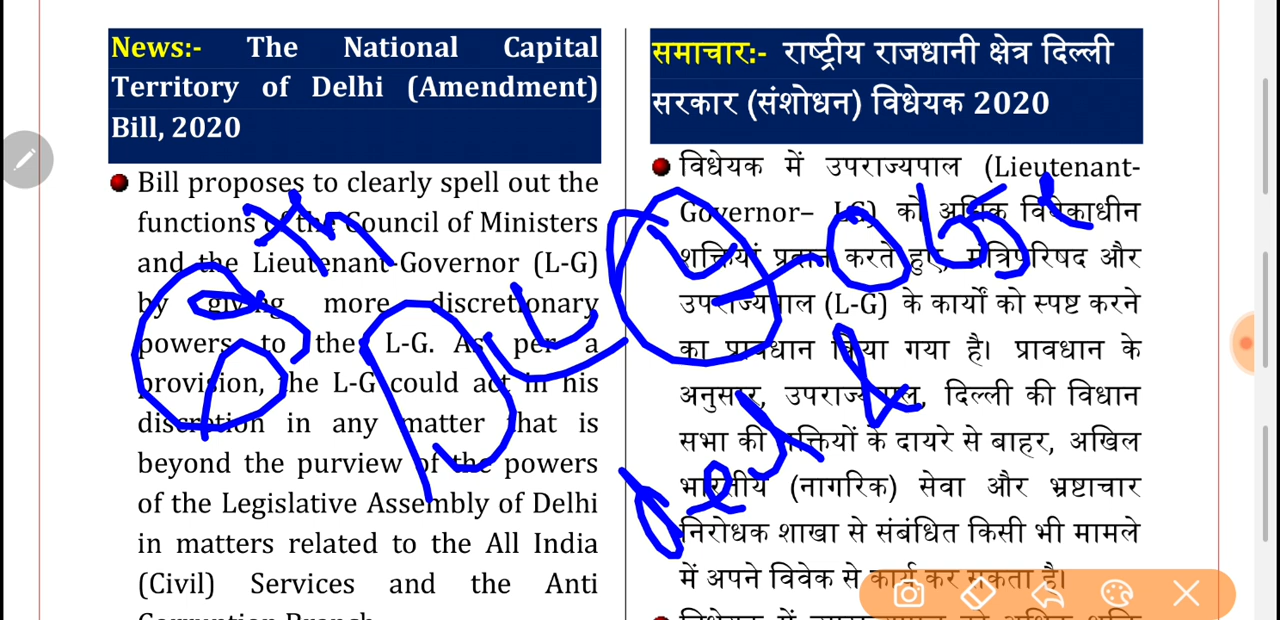 News:- The National Capital
Territory of Delhi (Amendment)
Bill, 2020
Bill proposes to clearly spell out the
functions of the Council of Ministers
and the Lieutenant-Governor (L-G)
by giving more discretionary
powers to the L-G. As per a
provision, the L-G could act in his
discretion in any matter that is
beyond the purview of the powers
of the Legislative Assembly of Delhi
in matters related to the All India
(Civil) Services and the Anti
Corruption Branch.
समाचार:- राष्ट्रीय राजधानी क्षेत्र दिल्ली
सरकार (संशोधन) विधेयक 2020
विधेयक में उपराज्यपाल (Lieutenant-
Governor– LG) को अधिक विवेकाधीन
शक्तियां प्रदान करते हुए, मंत्रिपरिषद और
उपराज्यपाल (L-G) के कार्यों को स्पष्ट करने
का प्रावधान किया गया है। प्रावधान के
अनुसार, उपराज्यपाल, दिल्ली की विधान
सभा की शक्तियों के दायरे से बाहर, अखिल
भारतीय (नागरिक) सेवा और भ्रष्टाचार
निरोधक शाखा से संबंधित किसी भी मामले
में अपने विवेक से कार्य कर सकता है।